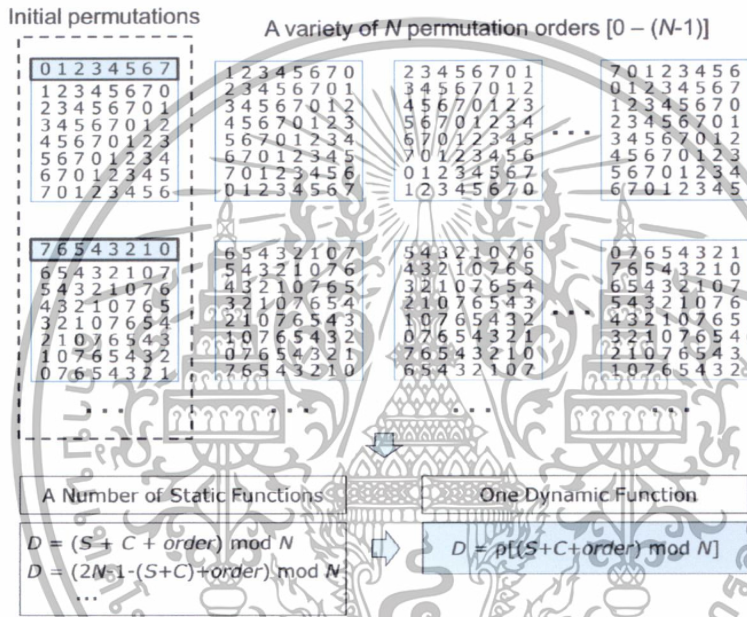 Initial permutations
A variety of N permutation orders [0 – (N-1)]
0 1 2 3 4 5 6 7
1 2 3 4 5 6 7 0
2 3 4 5 6 7 0 1
3 4 5 6 7 0 1 2
4 5 6 7 0 1 2 3
5 6 7 0 1 2 3 4
6 7 0 1 2 3 4 5
7 0 1 2 3 4 5 6
1 2 3 4 5 6 7 0
2 3 4 5 6 7 0 1
3 4 5 6 7 0 1 2
4 5 6 7 0 1 2 3
5 6 7 0 1 2 3 4
6 7 0 1 2 3 4 5
7 0 1 2 3 4 5 6
0 1 2 3 4 5 6 7
2 3 4 5 6 7 0 1
3 4 5 6 7 0 1 2
4 5 6 7 0 1 2 3
5 6 7 0 1 2 3 4
6 7 0 1 2 3 4 5
7 0 1 2 3 4 5 6
0 1 2 3 4 5 6 7
1 2 3 4 5 6 7 0
...
7 0 1 2 3 4 5 6
0 1 2 3 4 5 6 7
1 2 3 4 5 6 7 0
2 3 4 5 6 7 0 1
3 4 5 6 7 0 1 2
4 5 6 7 0 1 2 3
5 6 7 0 1 2 3 4
6 7 0 1 2 3 4 5
7 6 5 4 3 2 1 0
6 5 4 3 2 1 0 7
5 4 3 2 1 0 7 6
4 3 2 1 0 7 6 5
3 2 1 0 7 6 5 4
2 1 0 7 6 5 4 3
1 0 7 6 5 4 3 2
0 7 6 5 4 3 2 1
6 5 4 3 2 1 0 7
5 4 3 2 1 0 7 6
4 3 2 1 0 7 6 5
3 2 1 0 7 6 5 4
2 1 0 7 6 5 4 3
1 0 7 6 5 4 3 2
0 7 6 5 4 3 2 1
7 6 5 4 3 2 1 0
5 4 3 2 1 0 7 6
4 3 2 1 0 7 6 5
3 2 1 0 7 6 5 4
2 1 0 7 6 5 4 3
1 0 7 6 5 4 3 2
0 7 6 5 4 3 2 1
7 6 5 4 3 2 1 0
6 5 4 3 2 1 0 7
...
0 7 6 5 4 3 2 1
7 6 5 4 3 2 1 0
6 5 4 3 2 1 0 7
5 4 3 2 1 0 7 6
4 3 2 1 0 7 6 5
3 2 1 0 7 6 5 4
2 1 0 7 6 5 4 3
1 0 7 6 5 4 3 2
... ... ... ...
A Number of Static Functions
D = (S + C + order) mod N
D = (2N-1-(S+C)+order) mod N
...
One Dynamic Function
D = p[(S+C+order) mod N]